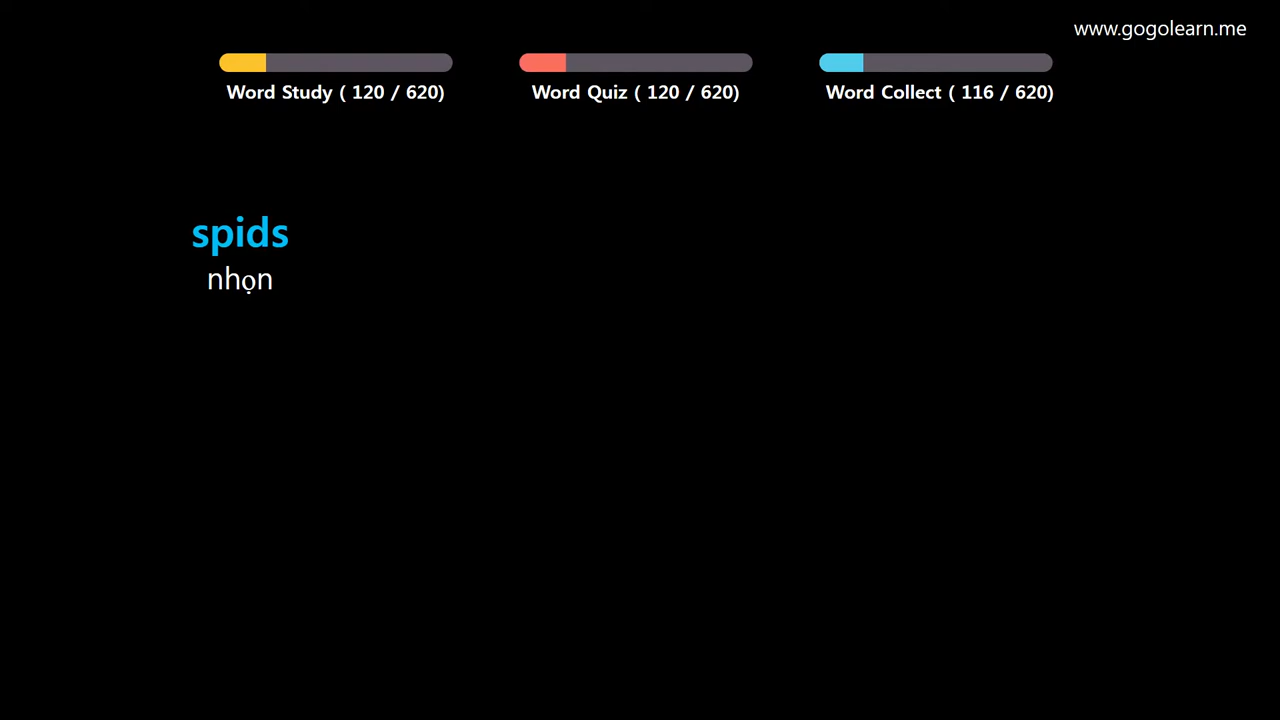 www.gogolearn.me
Word Study ( 120 / 620)
Word Quiz ( 120 / 620)
Word Collect ( 116 / 620)
spids
nhọn